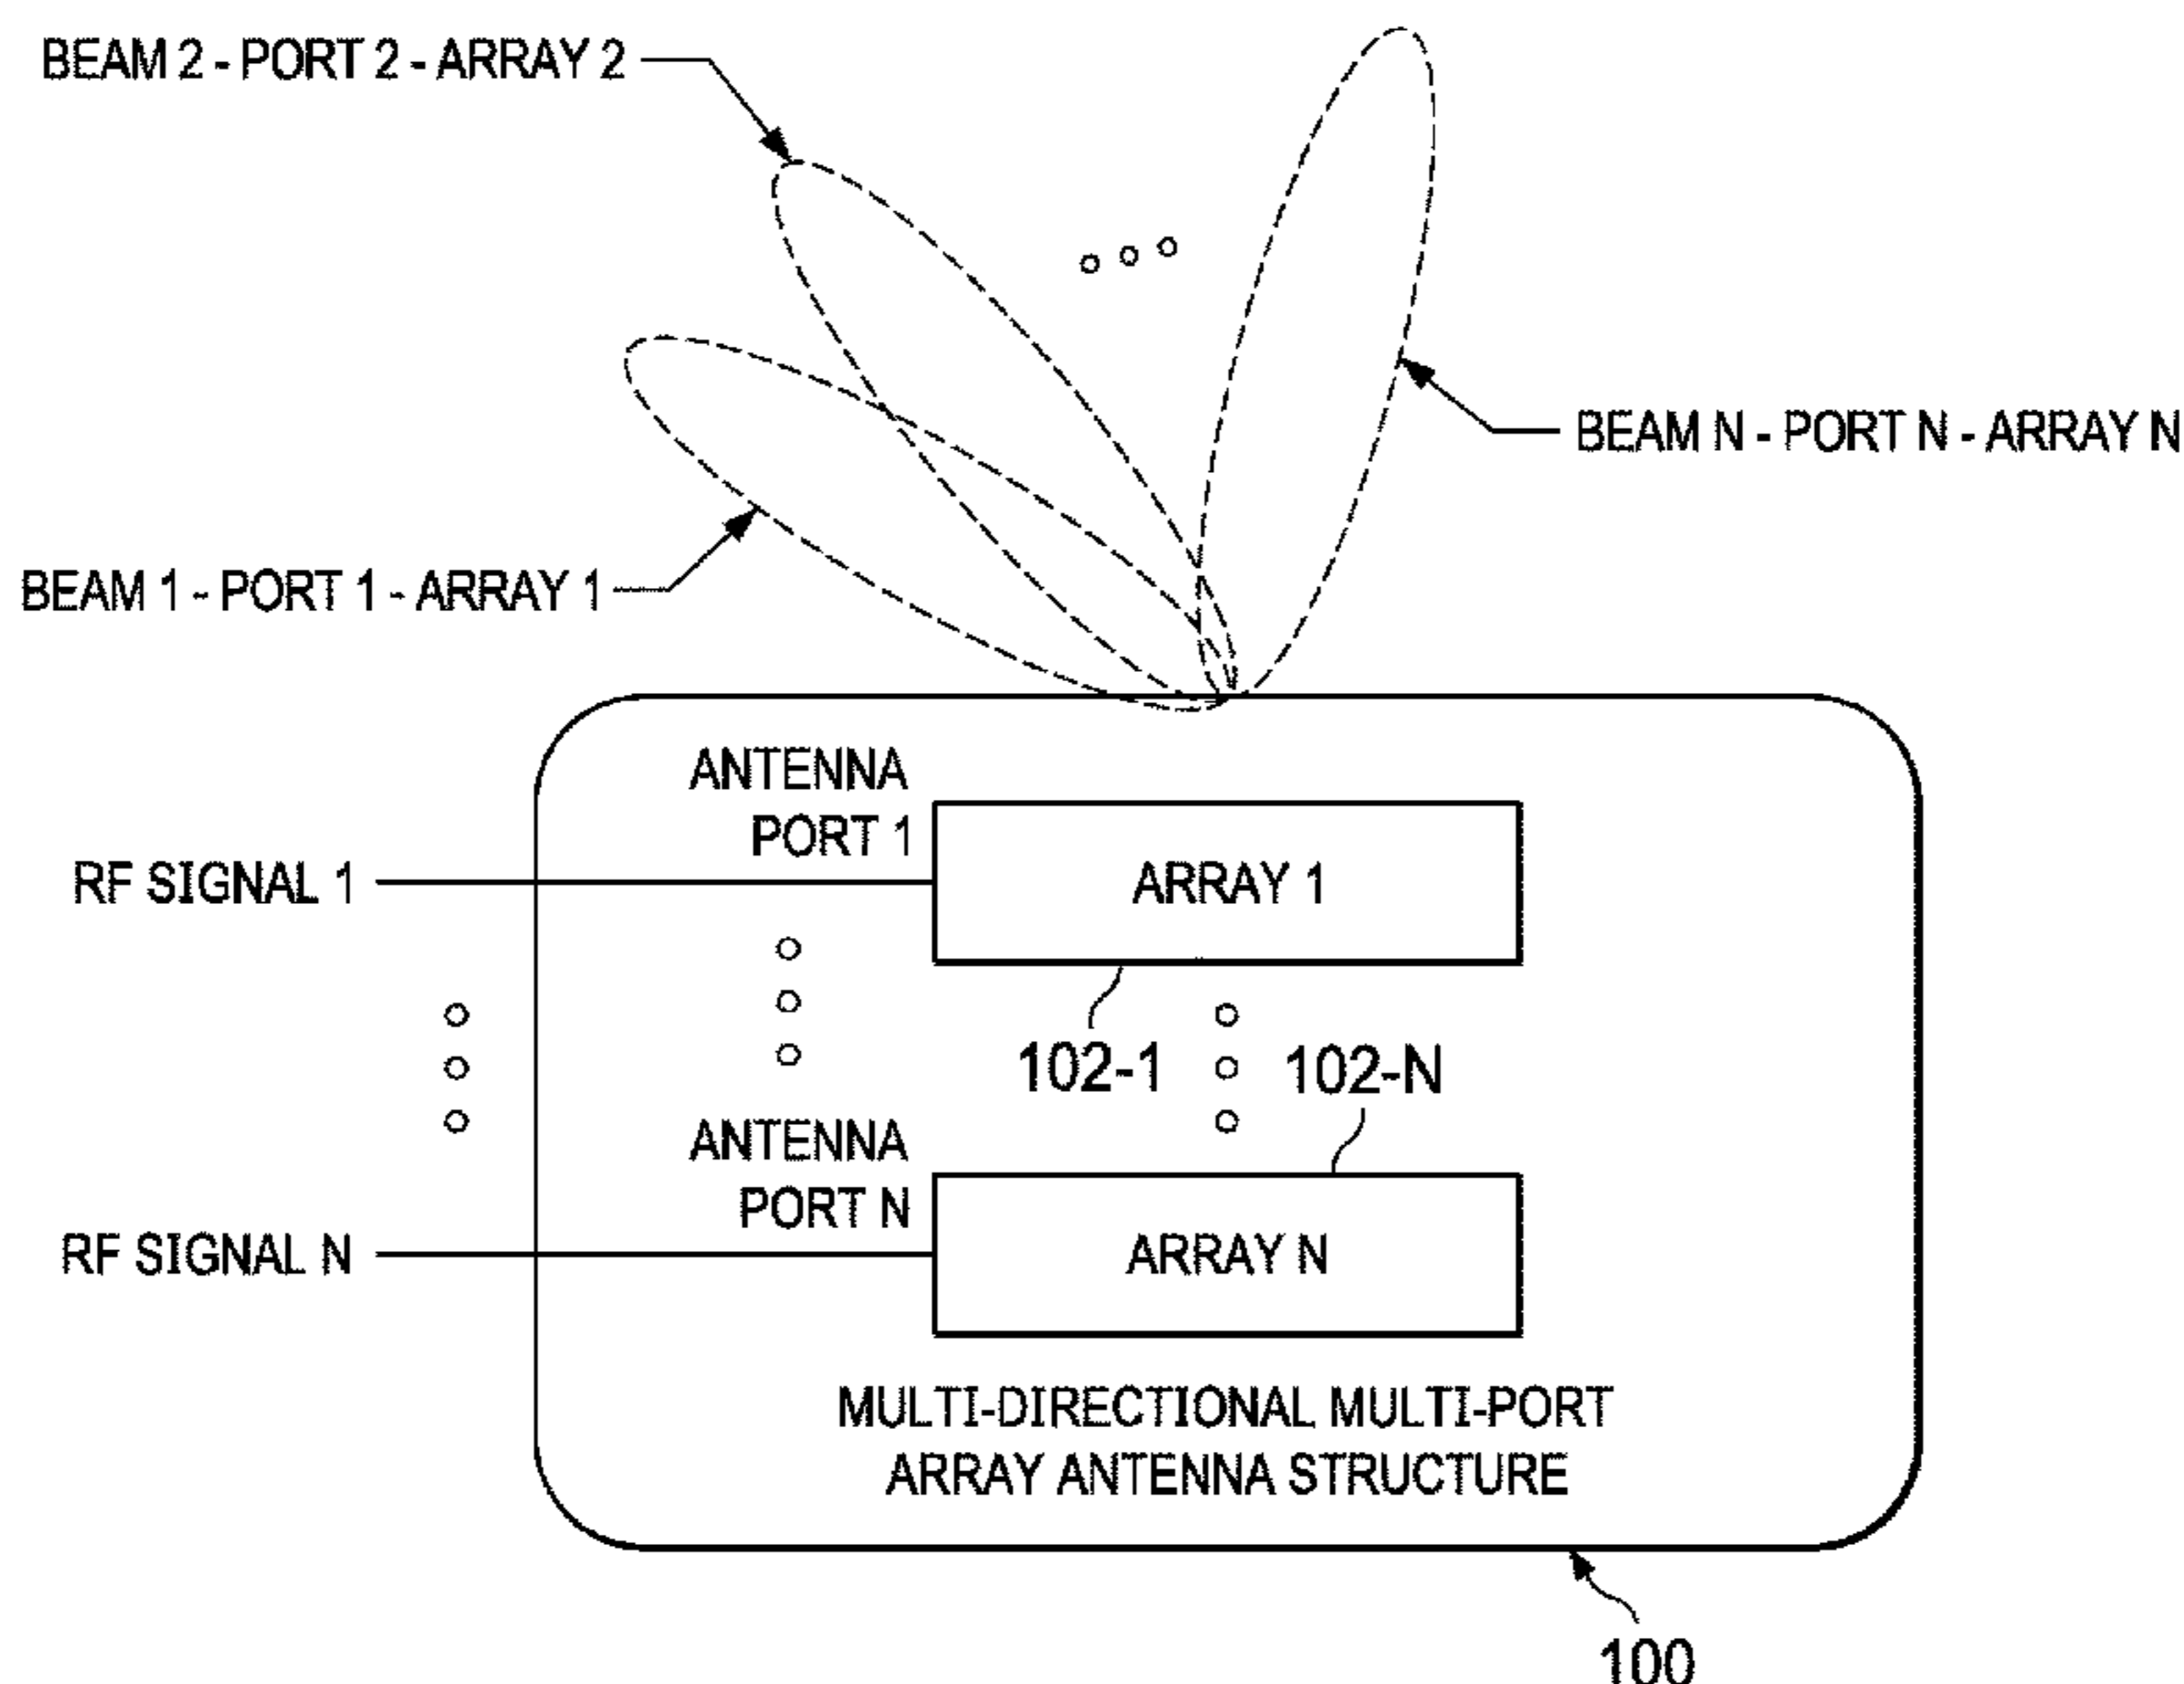 BEAM 2 - PORT 2 - ARRAY 2
BEAM N - PORT N - ARRAY N
BEAM 1 - PORT 1 - ARRAY 1
ANTENNA
PORT 1
RF SIGNAL 1
ARRAY 1
102-1
102-N
ANTENNA
PORT N
RF SIGNAL N
ARRAY N
MULTI-DIRECTIONAL MULTI-PORT
ARRAY ANTENNA STRUCTURE
100